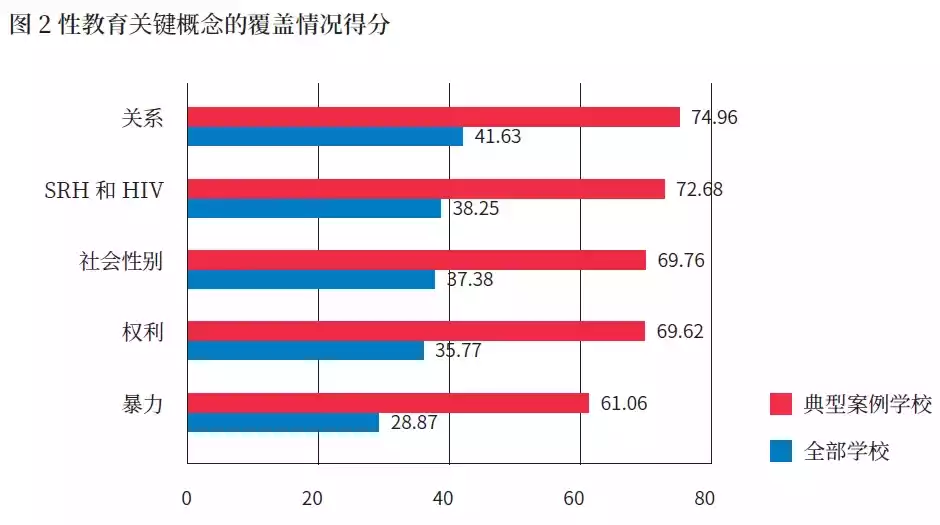 图 2 性教育关键概念的覆盖情况得分
关系
74.96
41.63
SRH 和 HIV
72.68
38.25
社会性别
69.76
37.38
权利
69.62
35.77
暴力
61.06
28.87
典型案例学校
全部学校
0 20 40 60 80